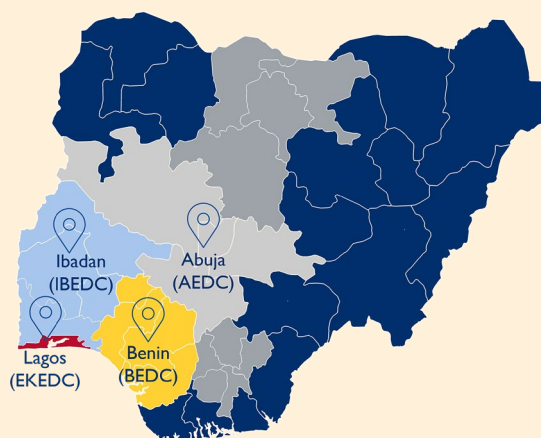 Ibadan
(IBEDC)
Abuja
(AEDC)
Lagos
(EKEDC)
Benin
(BEDC)